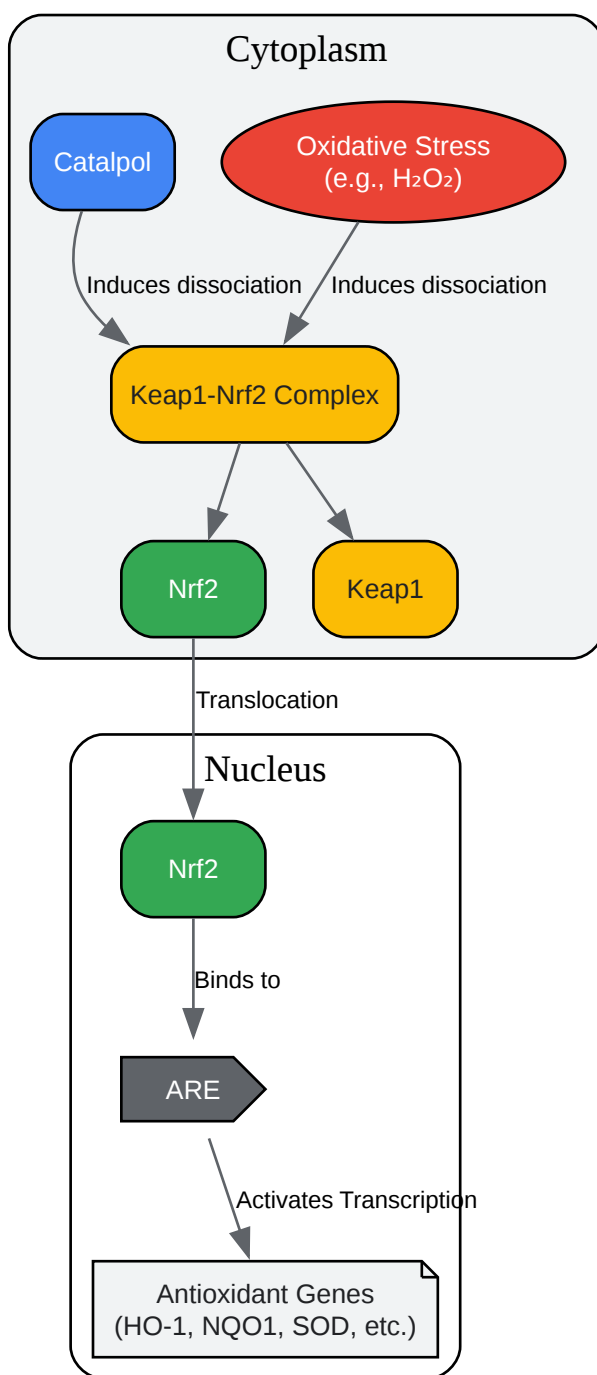 Cytoplasm
Catalpol
Oxidative Stress
(e.g., H₂O₂)
Induces dissociation
Induces dissociation
Keap1-Nrf2 Complex
Nrf2
Keap1
Translocation
Nucleus
Nrf2
Binds to
ARE
Activates Transcription
Antioxidant Genes
(HO-1, NQO1, SOD, etc.)